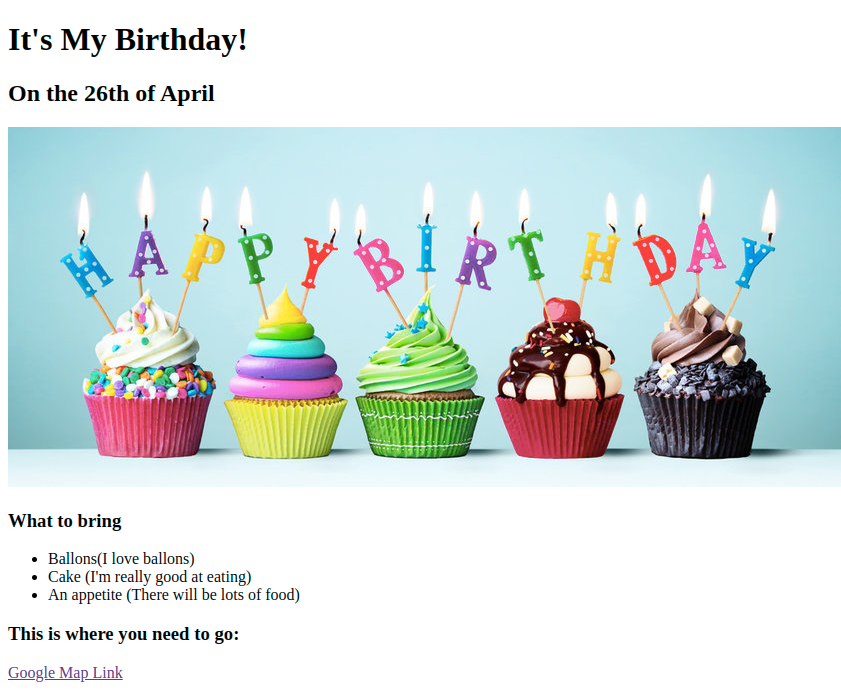 It's My Birthday!
On the 26th of April
HAPPY BIRTHDAY
What to bring
Ballons(I love ballons)
Cake (I'm really good at eating)
An appetite (There will be lots of food)
This is where you need to go:
Google Map Link